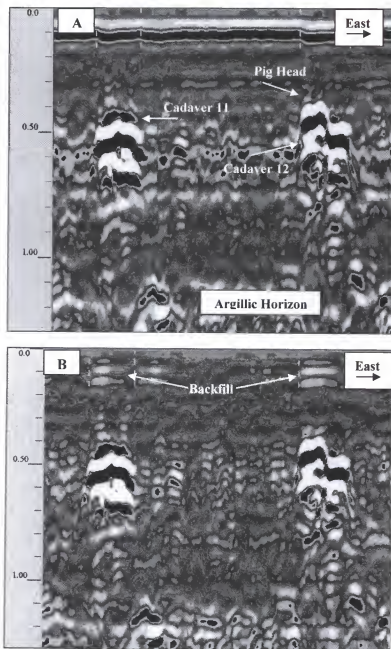 0.0
A
East
Pig Head
Cadaver 11
0.50
Cadaver 12
1.00
Argillic Horizon
0.0
B
East
Backfill
0.50
1.00